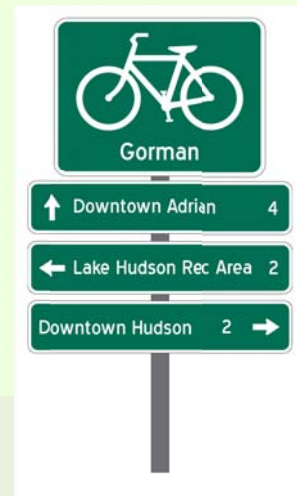 Gorman
↑ Downtown Adrian 4
← Lake Hudson Rec Area 2
Downtown Hudson 2 →